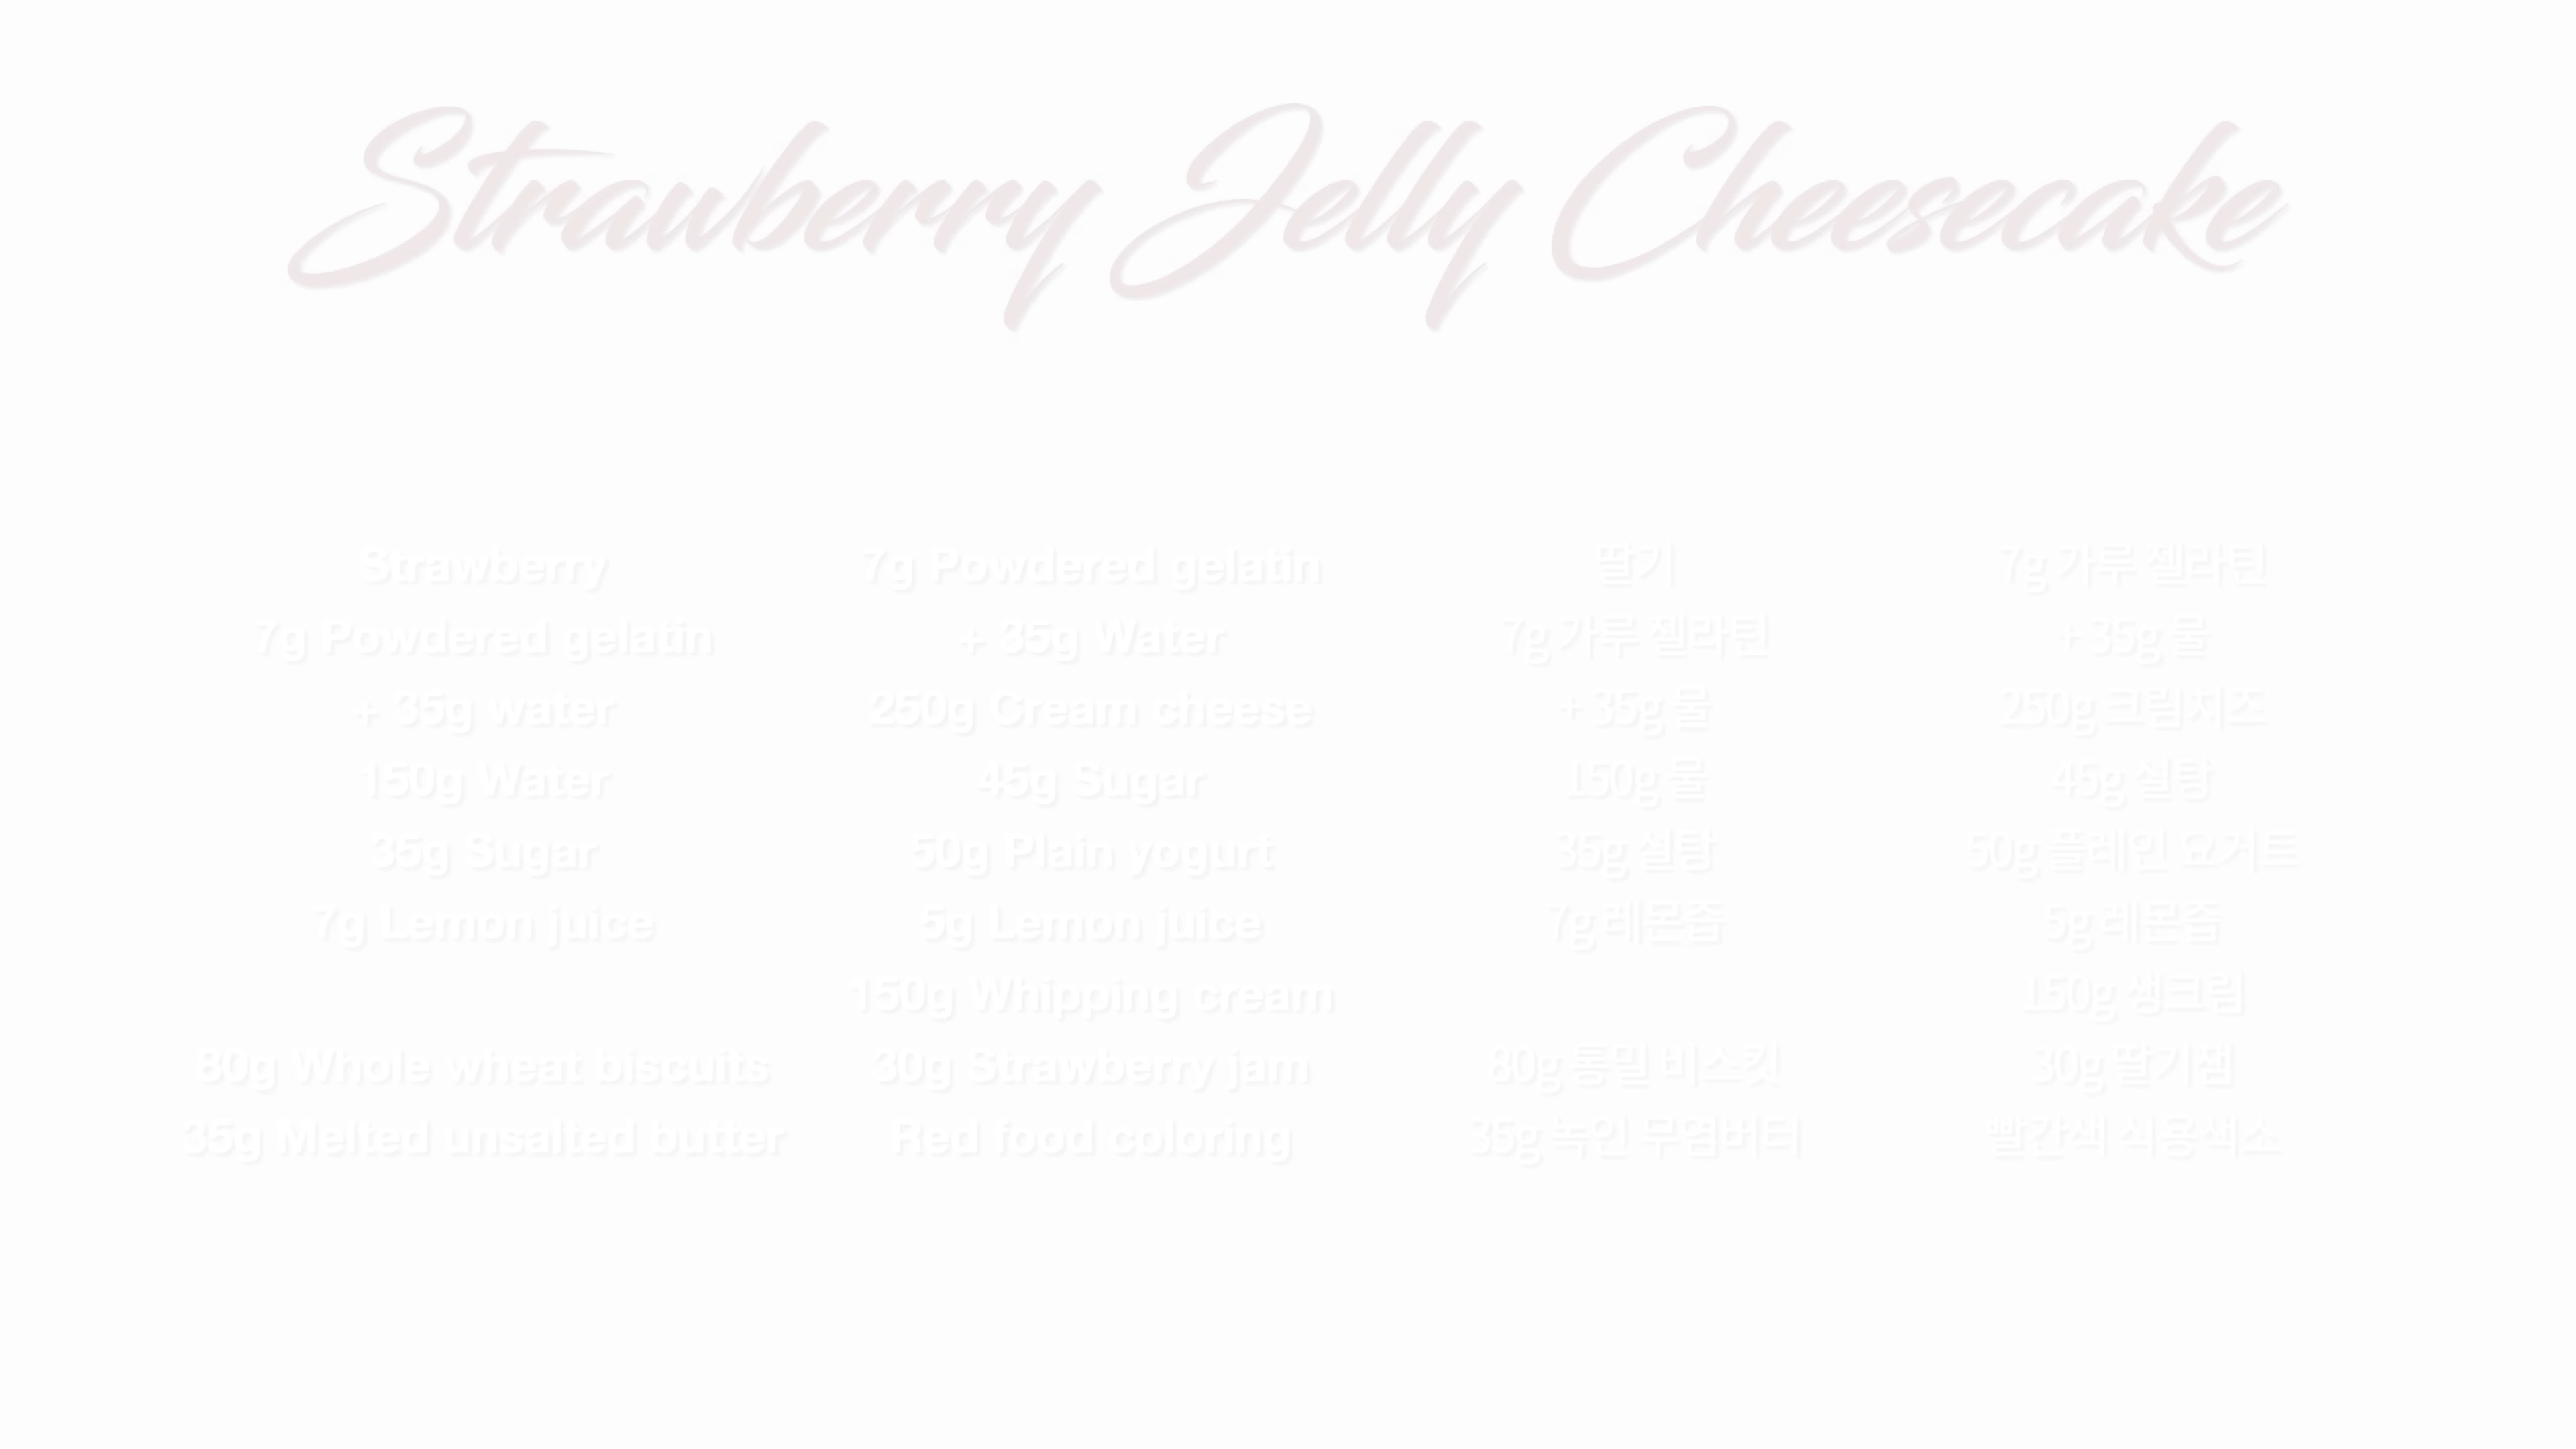 Strawberry Jelly Cheesecake
Strawberry
7g Powdered gelatin
+ 35g water
150g Water
35g Sugar
7g Lemon juice
80g Whole wheat biscuits
35g Melted unsalted butter
7g Powdered gelatin
+ 35g Water
250g Cream cheese
45g Sugar
50g Plain yogurt
5g Lemon juice
150g Whipping cream
30g Strawberry jam
Red food coloring
딸기
7g 가루 젤라틴
+ 35g 물
150g 물
35g 설탕
7g 레몬즙
80g 통밀 비스킷
35g 녹인 무염버터
7g 가루 젤라틴
+ 35g 물
250g 크림치즈
45g 설탕
50g 플레인 요거트
5g 레몬즙
150g 생크림
30g 딸기잼
빨간색 식용색소